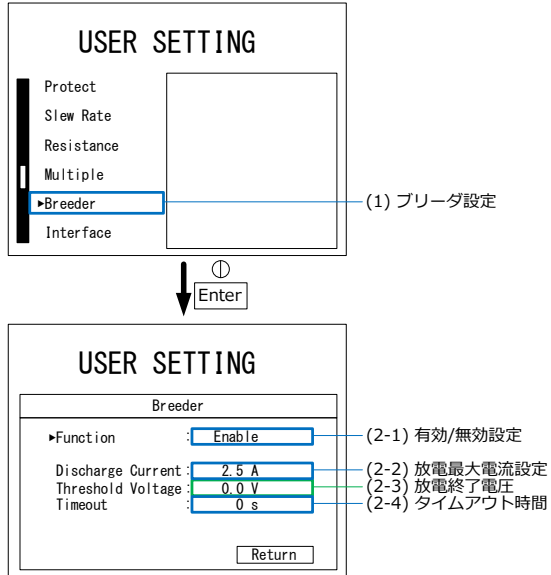 USER SETTING
Protect
Slew Rate
Resistance
Multiple
▸Breeder
Interface
(1) ブリーダ設定
Enter
USER SETTING
Breeder
▸Function : Enable
(2-1) 有効/無効設定
Discharge Current : 2.5 A
(2-2) 放電最大電流設定
Threshold Voltage : 0.0 V
(2-3) 放電終了電圧
Timeout : 0 s
(2-4) タイムアウト時間
Return